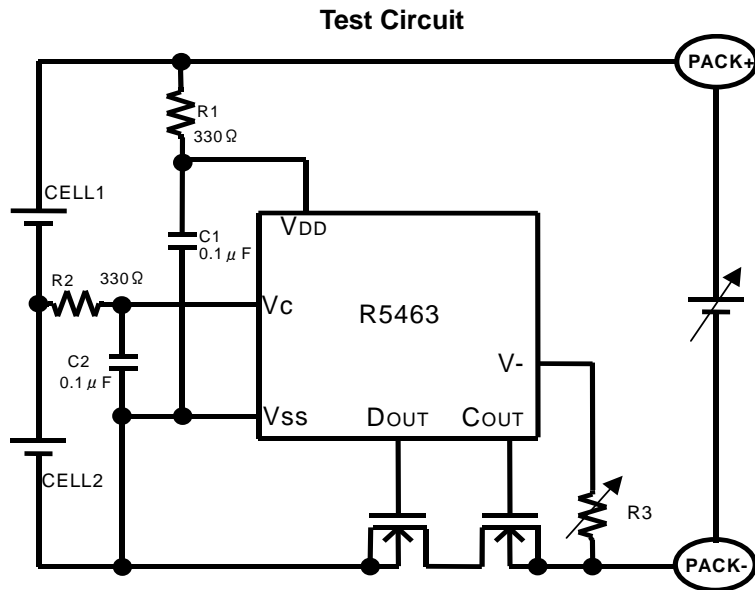 Test Circuit
PACK+
R1
330Ω
CELL1
VDD
C1
0.1μF
R2
330Ω
VC
R5463
V-
C2
0.1μF
VSS
DOUT
COUT
CELL2
R3
PACK-